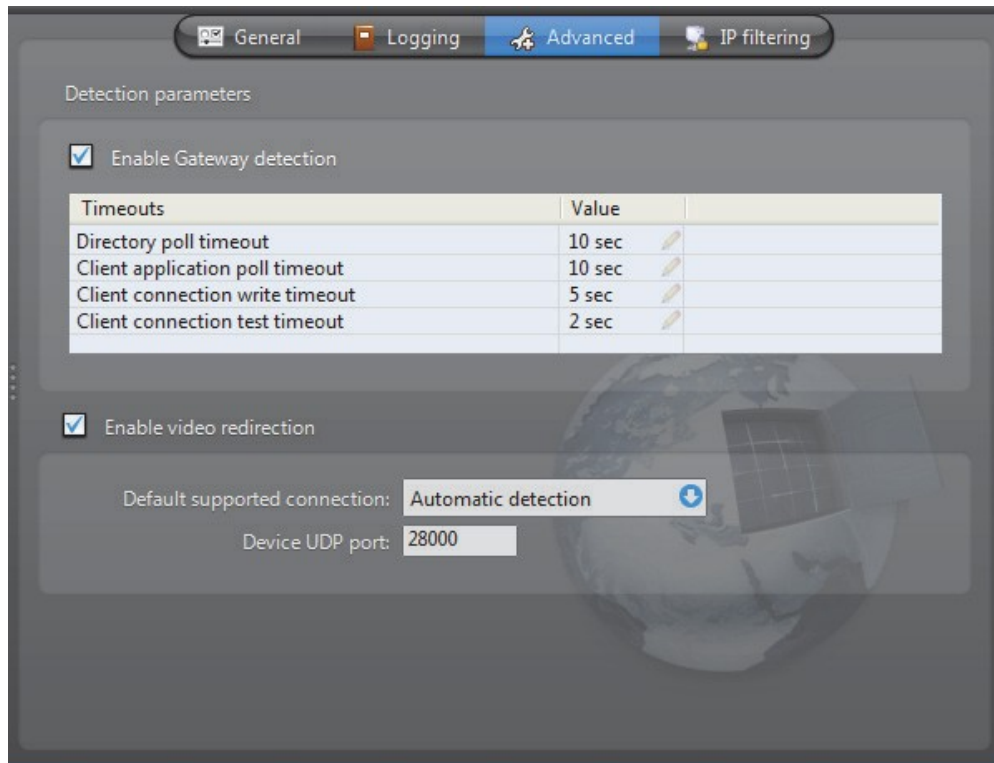 General Logging Advanced IP filtering
Detection parameters
Enable Gateway detection
Timeouts Value
Directory poll timeout 10 sec
Client application poll timeout 10 sec
Client connection write timeout 5 sec
Client connection test timeout 2 sec
Enable video redirection
Default supported connection: Automatic detection
Device UDP port: 28000